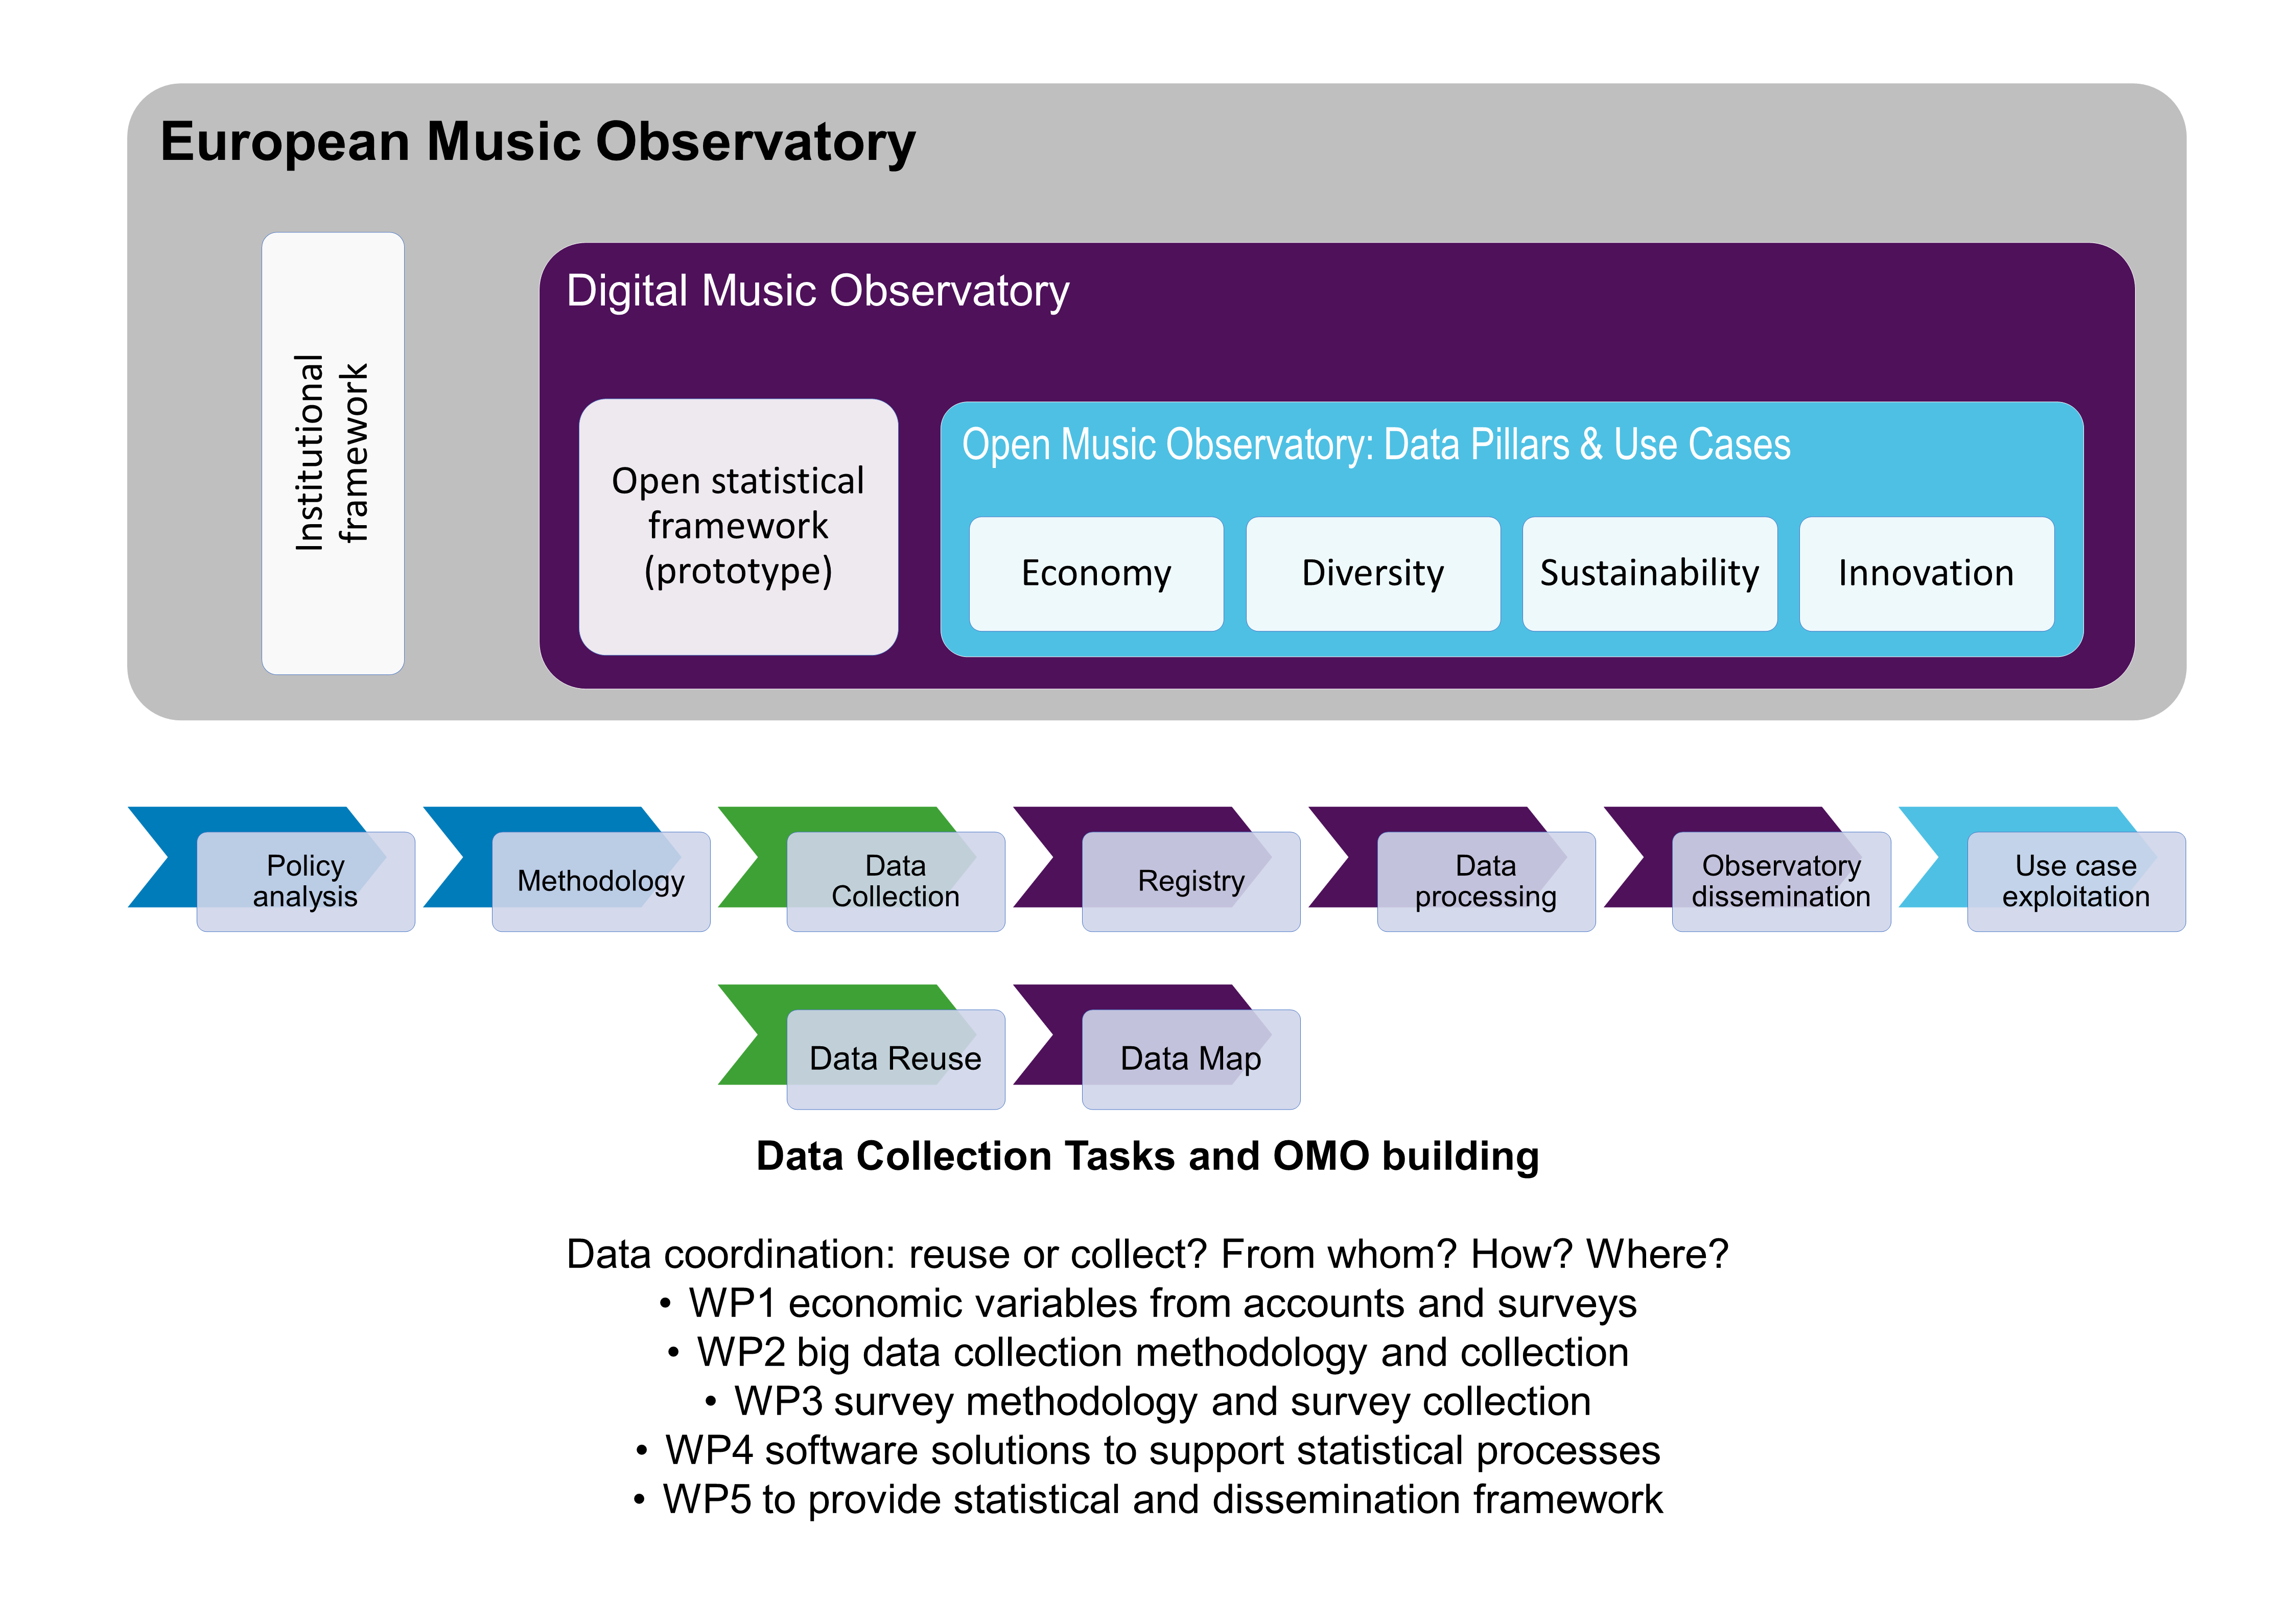 European Music Observatory
Institutional
framework
Digital Music Observatory
Open statistical
framework
(prototype)
Open Music Observatory: Data Pillars & Use Cases
Economy
Diversity
Sustainability
Innovation
Policy
analysis
Methodology
Data
Collection
Registry
Data
processing
Observatory
dissemination
Use case
exploitation
Data Reuse
Data Map
Data Collection Tasks and OMO building
Data coordination: reuse or collect? From whom? How? Where?
• WP1 economic variables from accounts and surveys
• WP2 big data collection methodology and collection
• WP3 survey methodology and survey collection
• WP4 software solutions to support statistical processes
• WP5 to provide statistical and dissemination framework